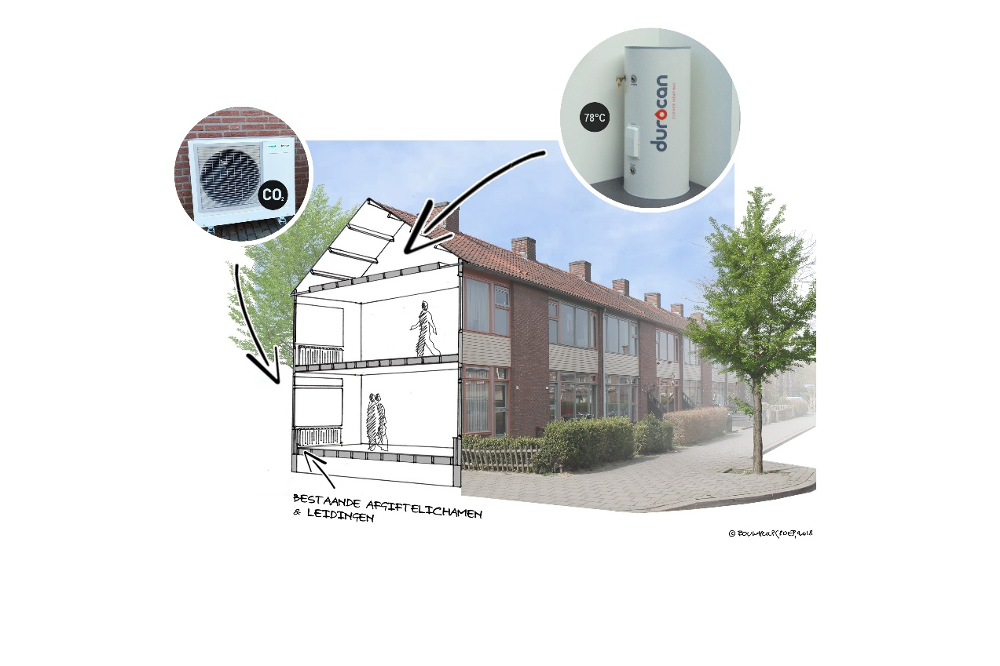 78°C
durocan
CO₂
BESTAANDE AFGIFTELICHAMEN
& LEIDINGEN
© BOUWHULPGROEP, 2018